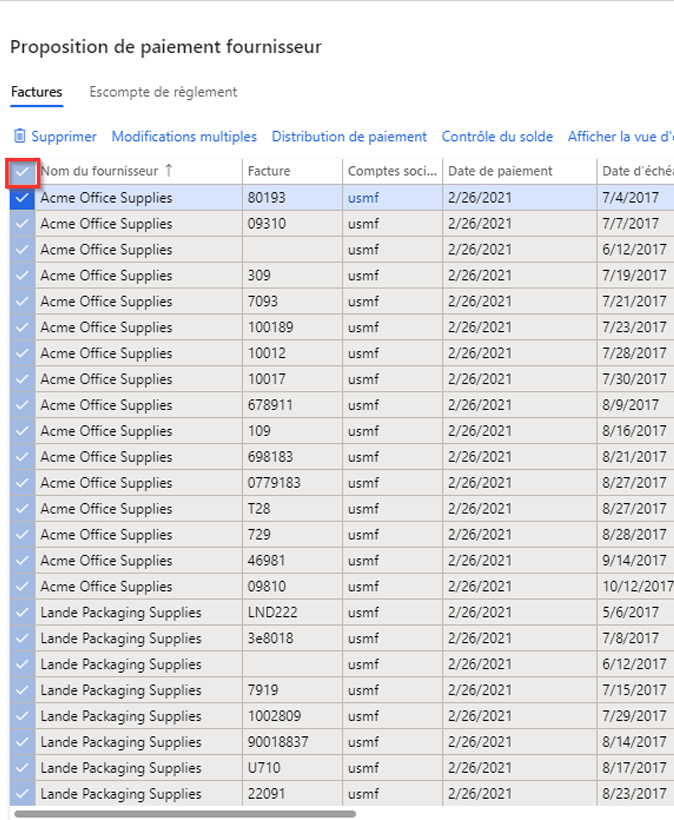 Proposition de paiement fournisseur
Factures Escompte de règlement
Supprimer Modifications multiples Distribution de paiement Contrôle du solde Afficher la vue d'
Nom du fournisseur ↑ Facture Comptes soci... Date de paiement Date d'éché
Acme Office Supplies 80193 usmf 2/26/2021 7/4/2017
Acme Office Supplies 09310 usmf 2/26/2021 7/7/2017
Acme Office Supplies usmf 2/26/2021 6/12/2017
Acme Office Supplies 309 usmf 2/26/2021 7/19/2017
Acme Office Supplies 7093 usmf 2/26/2021 7/21/2017
Acme Office Supplies 100189 usmf 2/26/2021 7/23/2017
Acme Office Supplies 10012 usmf 2/26/2021 7/28/2017
Acme Office Supplies 10017 usmf 2/26/2021 7/30/2017
Acme Office Supplies 678911 usmf 2/26/2021 8/9/2017
Acme Office Supplies 109 usmf 2/26/2021 8/16/2017
Acme Office Supplies 698183 usmf 2/26/2021 8/21/2017
Acme Office Supplies 0779183 usmf 2/26/2021 8/27/2017
Acme Office Supplies T28 usmf 2/26/2021 8/27/2017
Acme Office Supplies 729 usmf 2/26/2021 8/28/2017
Acme Office Supplies 46981 usmf 2/26/2021 9/14/2017
Acme Office Supplies 09810 usmf 2/26/2021 10/12/2017
Lande Packaging Supplies LND222 usmf 2/26/2021 5/6/2017
Lande Packaging Supplies 3e8018 usmf 2/26/2021 7/8/2017
Lande Packaging Supplies usmf 2/26/2021 6/12/2017
Lande Packaging Supplies 7919 usmf 2/26/2021 7/15/2017
Lande Packaging Supplies 1002809 usmf 2/26/2021 7/29/2017
Lande Packaging Supplies 90018837 usmf 2/26/2021 8/14/2017
Lande Packaging Supplies U710 usmf 2/26/2021 8/17/2017
Lande Packaging Supplies 22091 usmf 2/26/2021 8/23/2017